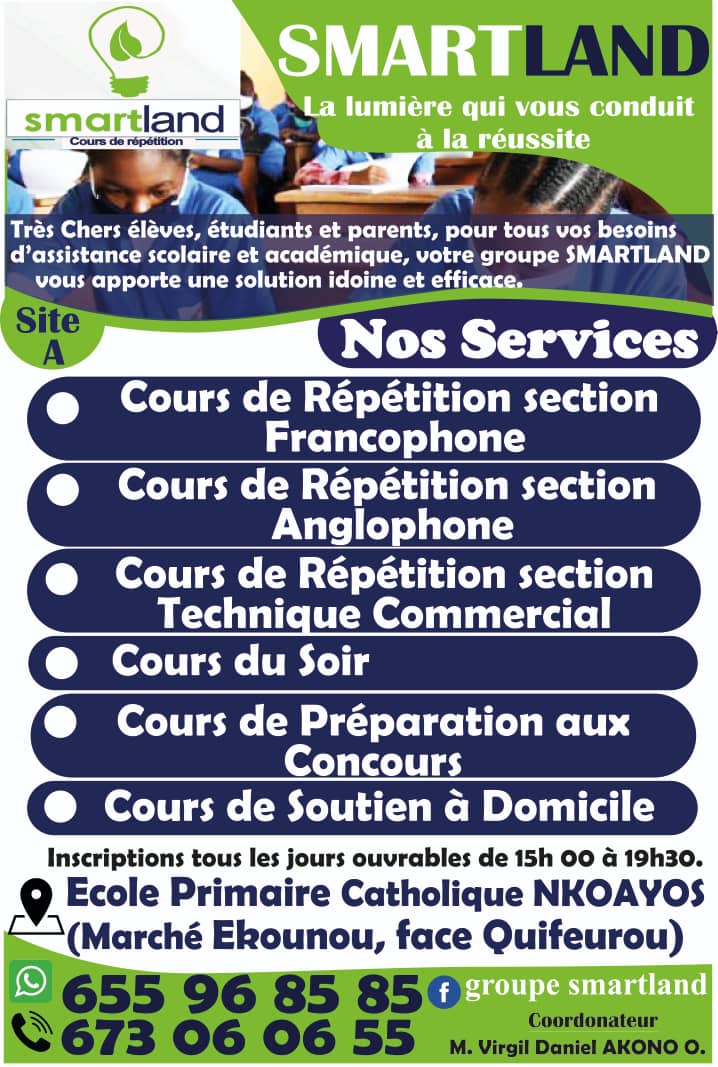 smartland
Cours de répétition
SMARTLAND
La lumière qui vous conduit
à la réussite
Très Chers élèves, étudiants et parents, pour tous vos besoins
d'assistance scolaire et académique, votre groupe SMARTLAND
vous apporte une solution idoine et efficace.
Site
A
Nos Services
Cours de Répétition section
Francophone
Cours de Répétition section
Anglophone
Cours de Répétition section
Technique Commercial
Cours du Soir
Cours de Préparation aux
Concours
Cours de Soutien à Domicile
Inscriptions tous les jours ouvrables de 15h 00 à 19h30.
Ecole Primaire Catholique NKOAYOS
(Marché Ekounou, face Quifeurou)
655 96 85 85
673 06 06 55
f groupe smartland
Coordonateur
M. Virgil Daniel AKONO O.